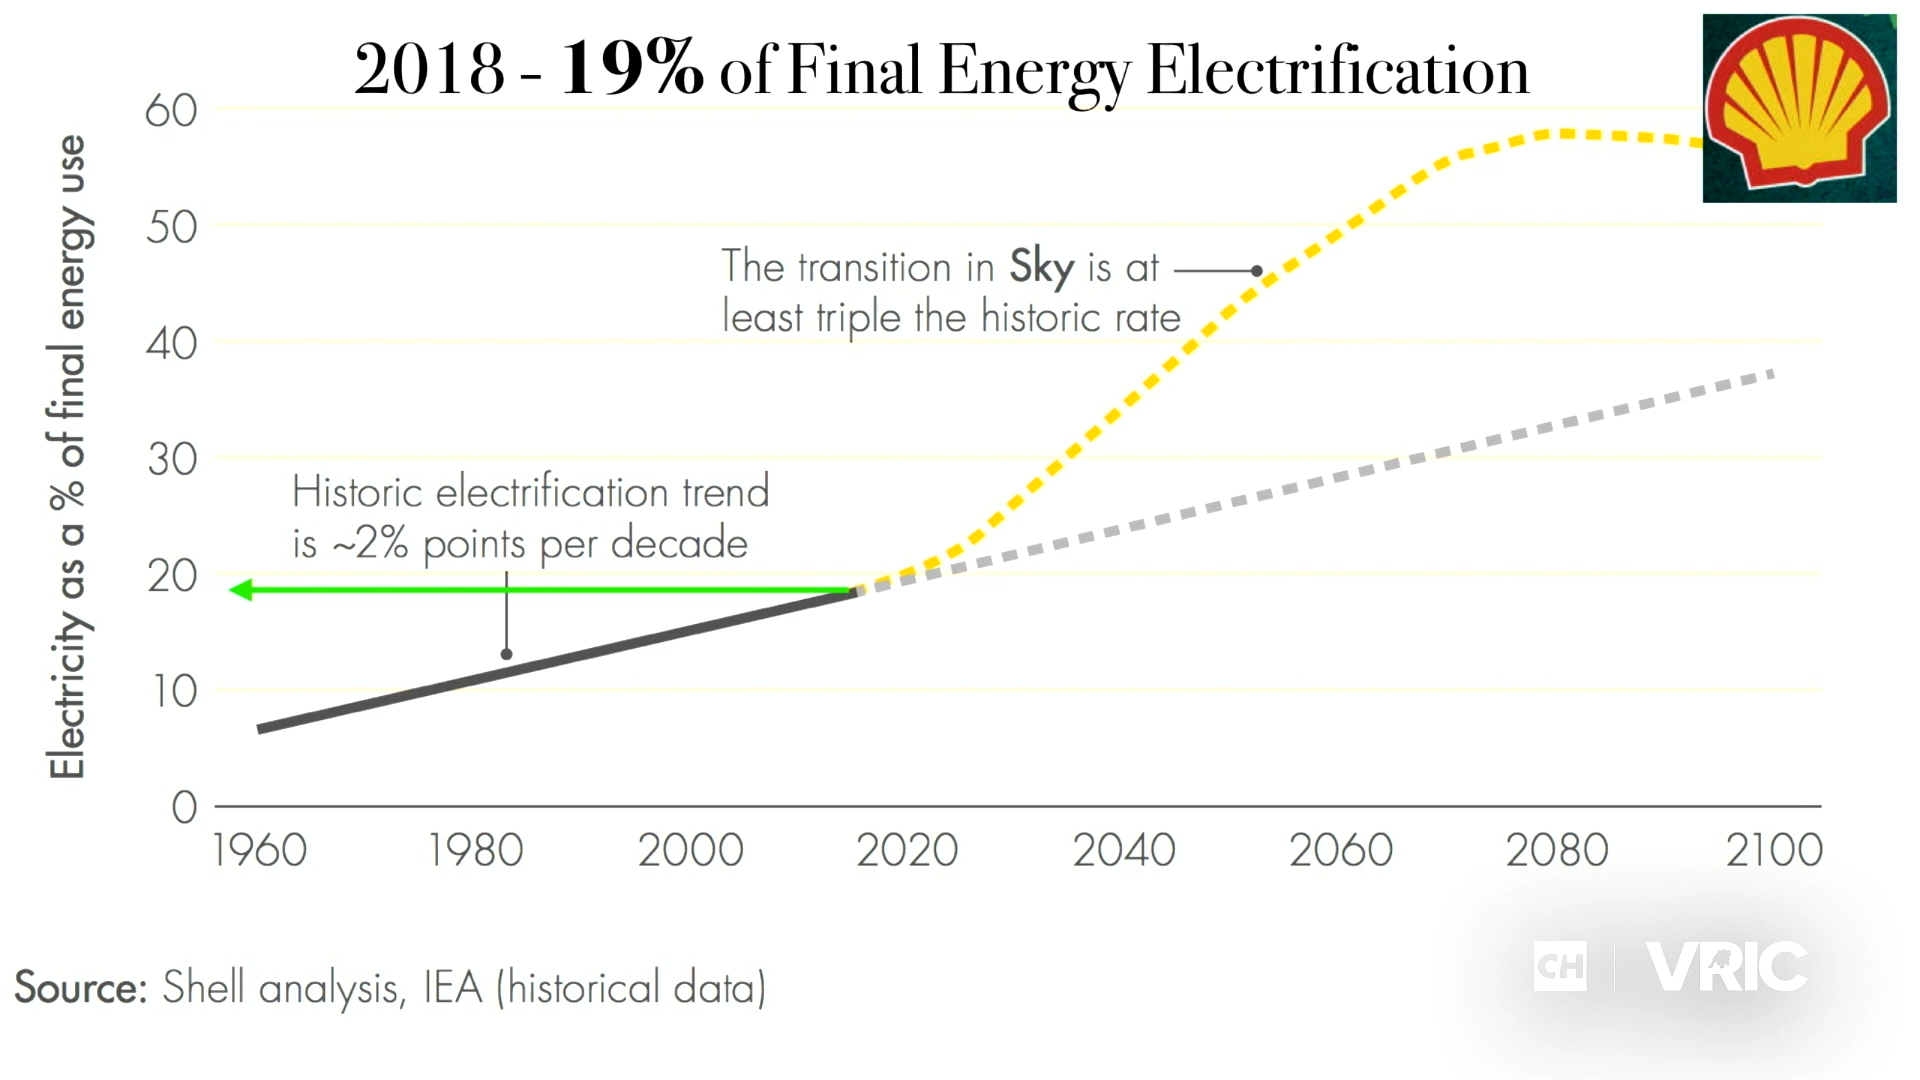 2018 - 19% of Final Energy Electrification
Electricity as a % of final energy use
60
50
40
30
20
10
0
The transition in Sky is at
least triple the historic rate
Historic electrification trend
is ~2% points per decade
1960 1980 2000 2020 2040 2060 2080 2100
CH | VRIC
Source: Shell analysis, IEA (historical data)